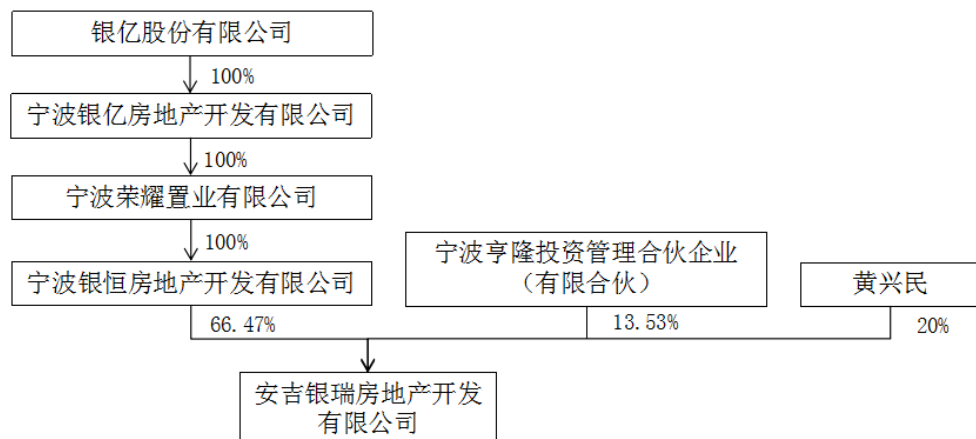 银亿股份有限公司
100%
宁波银亿房地产开发有限公司
100%
宁波荣耀置业有限公司
100%
宁波银恒房地产开发有限公司
宁波亨隆投资管理合伙企业
（有限合伙）
黄兴民
66.47%
13.53%
20%
安吉银瑞房地产开发
有限公司